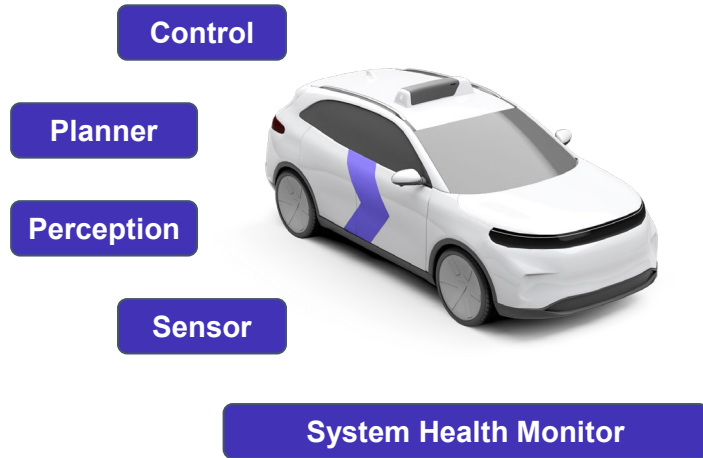 Control
Planner
Perception
Sensor
System Health Monitor